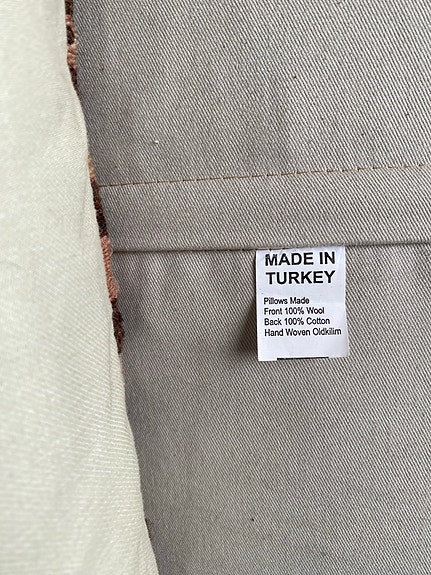 MADE IN
TURKEY
Pillows Made
Front 100% Wool
Back 100% Cotton
Hand Woven Oldkilim